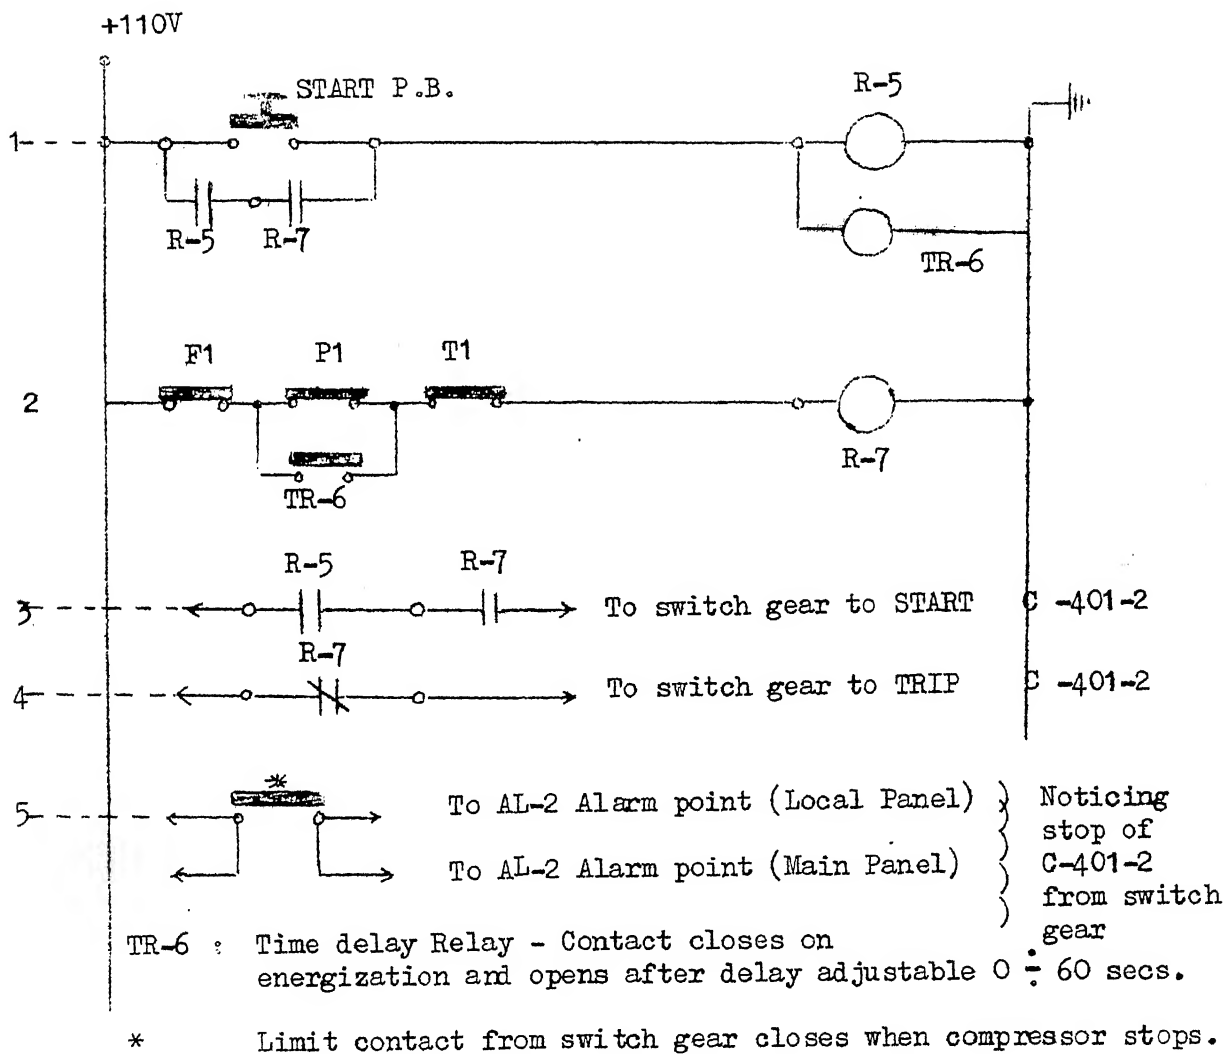 +110V
START P.B.
R-5
1
R-5 R-7
TR-6
F1 P1 T1
2
TR-6
R-7
R-5 R-7
3 To switch gear to START C -401-2
R-7
4 To switch gear to TRIP C -401-2
*
5 To AL-2 Alarm point (Local Panel) ) Noticing
) stop of
To AL-2 Alarm point (Main Panel) ) C-401-2
) from switch
) gear
TR-6 : Time delay Relay - Contact closes on
energization and opens after delay adjustable 0 ÷ 60 secs.
* Limit contact from switch gear closes when compressor stops.